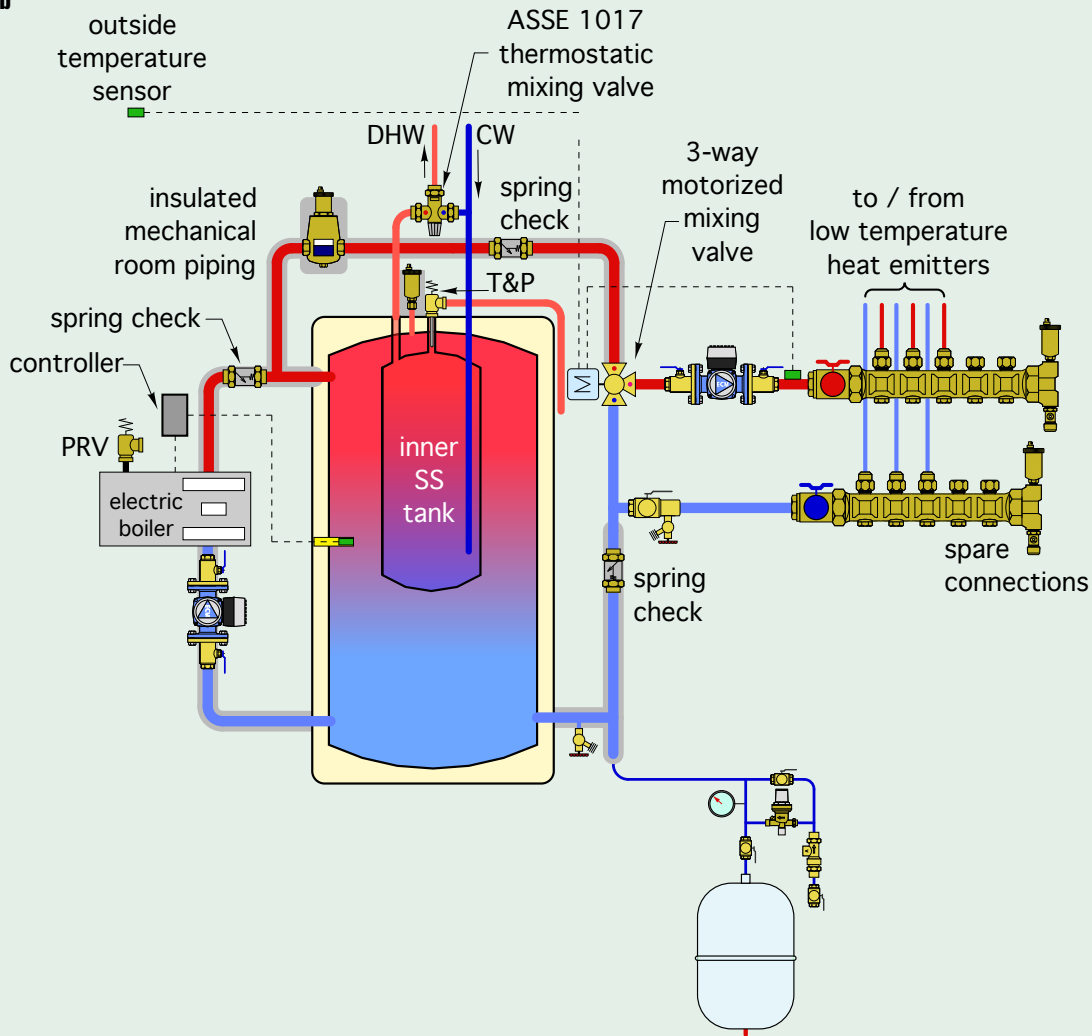 outside
temperature
sensor
ASSE 1017
thermostatic
mixing valve
DHW
CW
3-way
motorized
mixing
valve
spring
check
insulated
mechanical
room piping
to / from
low temperature
heat emitters
T&P
spring check
controller
M
ECM
PRV
inner
SS
tank
electric
boiler
spring
check
spare
connections